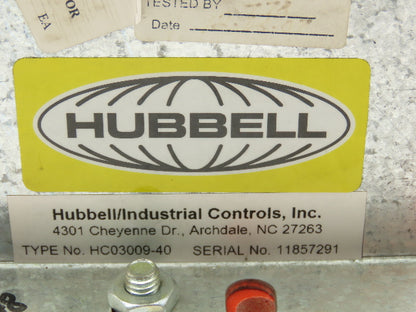 OR
EA
TESTED BY
Date
HUBBELL
Hubbell/Industrial Controls, Inc.
4301 Cheyenne Dr., Archdale, NC 27263
TYPE No. HC03009-40 SERIAL No. 11857291